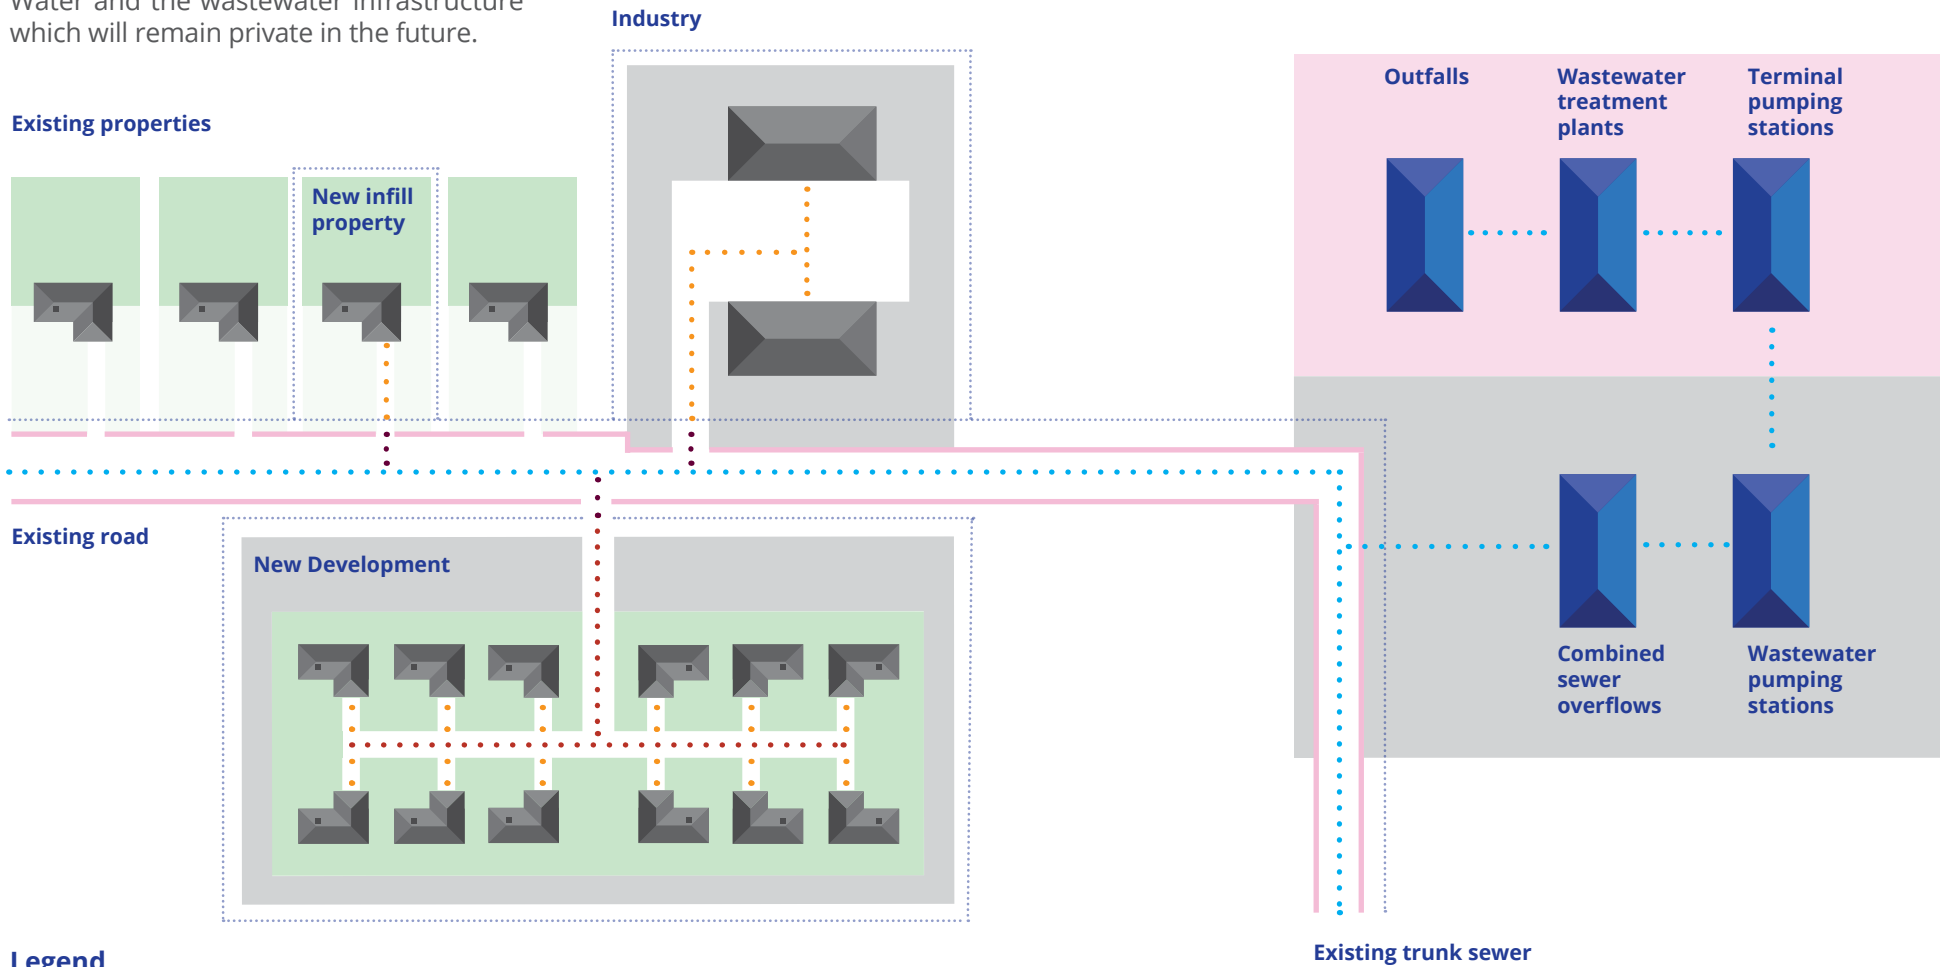 Water and the wastewater infrastructure
which will remain private in the future.
Industry
Existing properties
New infill
property
Outfalls
Wastewater
treatment
plants
Terminal
pumping
stations
Existing road
New Development
Combined
sewer
overflows
Wastewater
pumping
stations
Existing trunk sewer
Legend